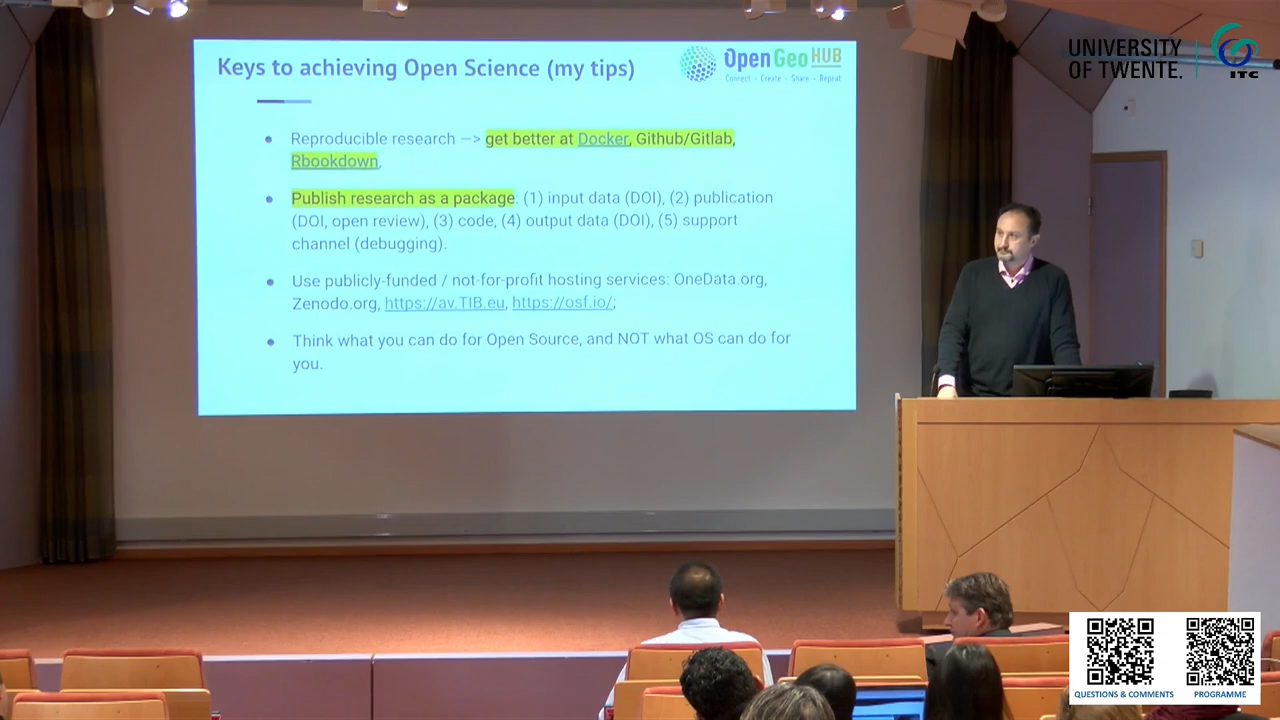 Keys to achieving Open Science (my tips)
OpenGeoHUB
Connect - Create - Share - Repeat
UNIVERSITY
OF TWENTE.
ITC
● Reproducible research —> get better at Docker, Github/Gitlab,
Rbookdown,
● Publish research as a package: (1) input data (DOI), (2) publication
(DOI, open review), (3) code, (4) output data (DOI), (5) support
channel (debugging).
● Use publicly-funded / not-for-profit hosting services: OneData.org,
Zenodo.org, https://av.TIB.eu, https://osf.io/;
● Think what you can do for Open Source, and NOT what OS can do for
you.
QUESTIONS & COMMENTS
PROGRAMME